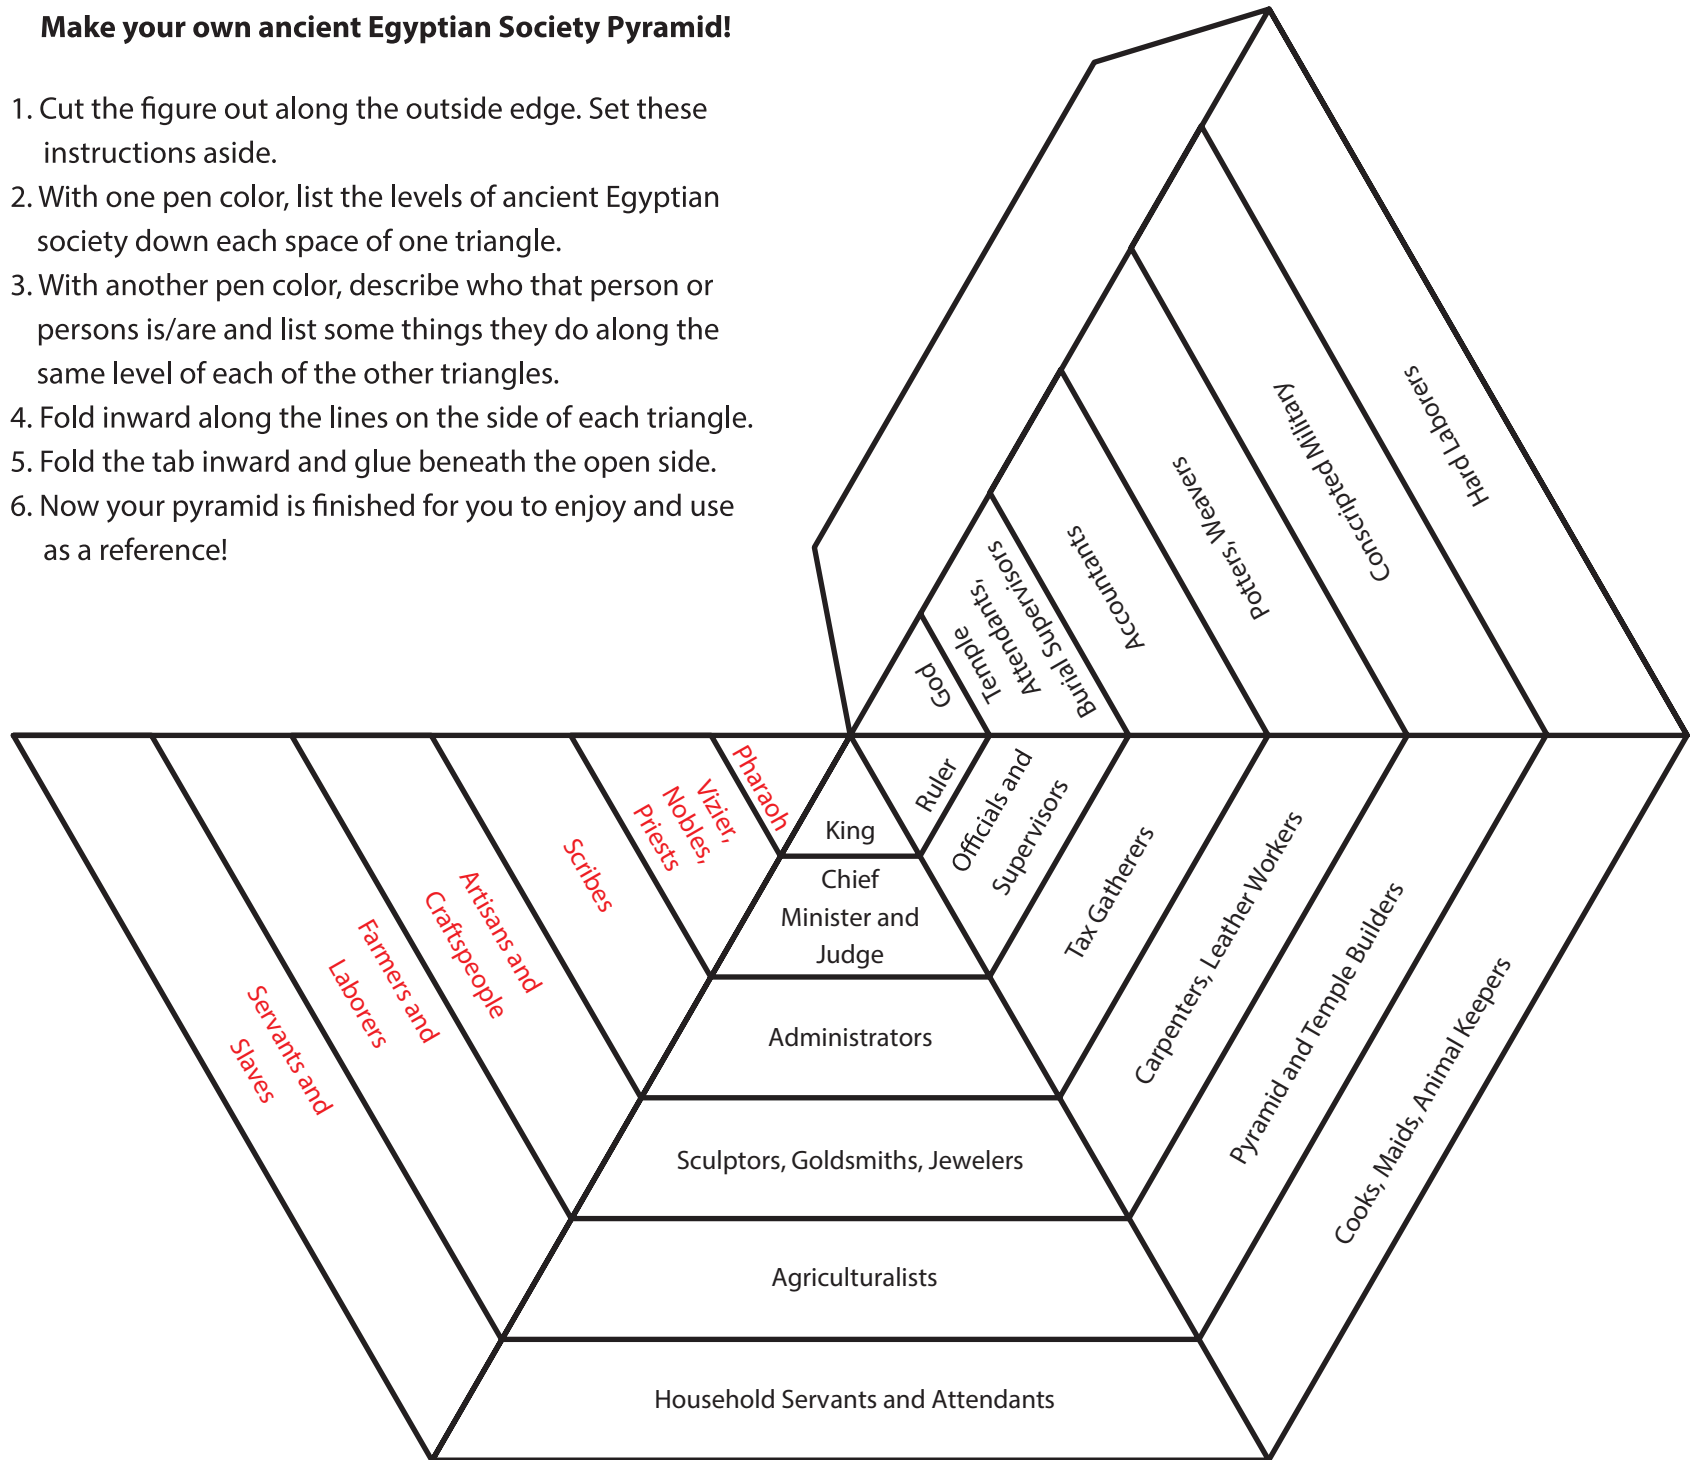 Make your own ancient Egyptian Society Pyramid!
1. Cut the figure out along the outside edge. Set these
instructions aside.
2. With one pen color, list the levels of ancient Egyptian
society down each space of one triangle.
3. With another pen color, describe who that person or
persons is/are and list some things they do along the
same level of each of the other triangles.
4. Fold inward along the lines on the side of each triangle.
5. Fold the tab inward and glue beneath the open side.
6. Now your pyramid is finished for you to enjoy and use
as a reference!
Pharaoh
Vizier,
Nobles,
Priests
Scribes
Artisans and
Craftspeople
Farmers and
Laborers
Servants and
Slaves
King
Chief
Minister and
Judge
Administrators
Sculptors, Goldsmiths, Jewelers
Agriculturalists
Household Servants and Attendants
Ruler
Officials and
Supervisors
Tax Gatherers
Carpenters, Leather Workers
Pyramid and Temple Builders
Cooks, Maids, Animal Keepers
God
Temple
Attendants,
Burial Supervisors
Accountants
Potters, Weavers
Conscripted Military
Hard Laborers